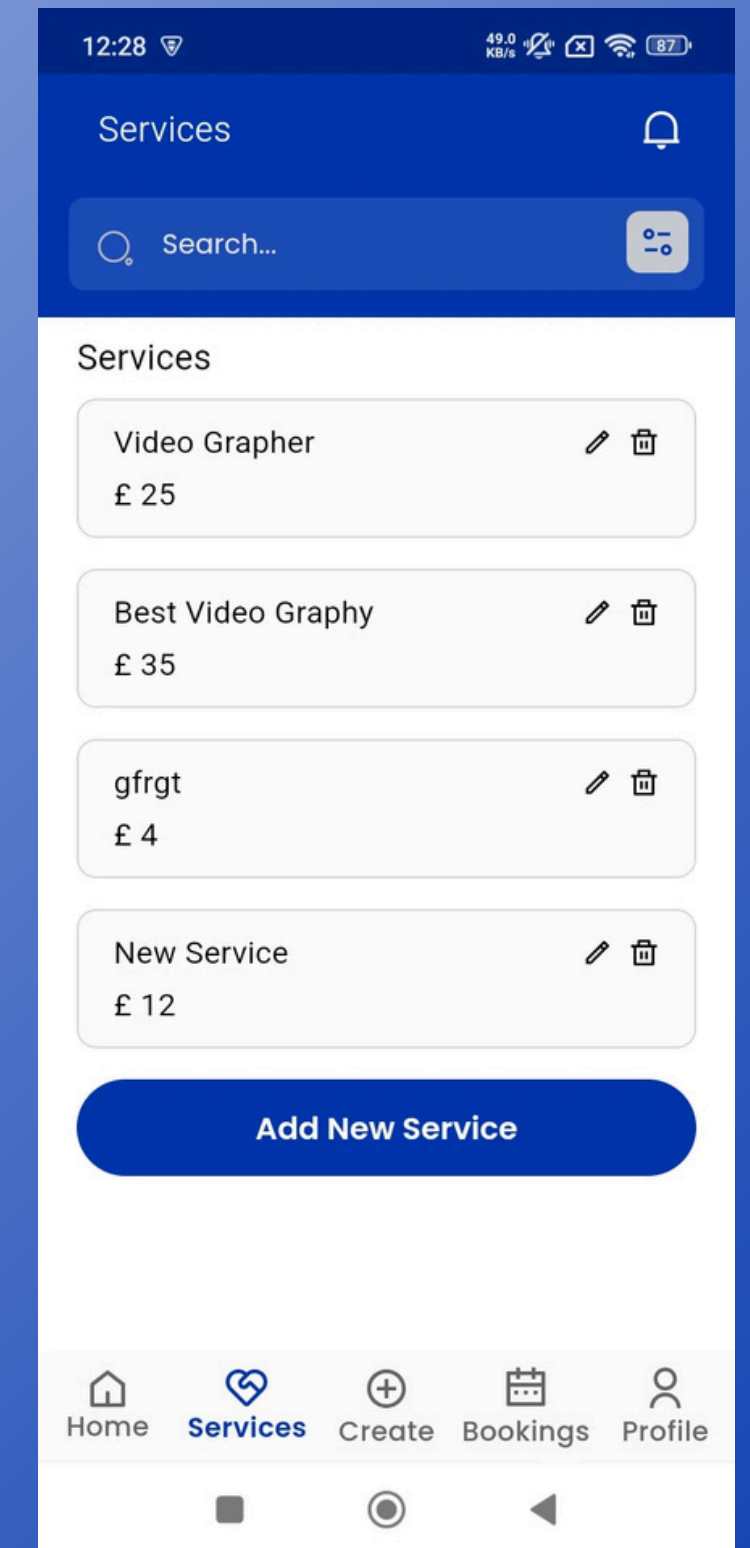 12:28 49.0 KB/s 87
Services
Search...
Services
Video Grapher
£ 25
Best Video Graphy
£ 35
gfrgt
£ 4
New Service
£ 12
Add New Service
Home Services Create Bookings Profile